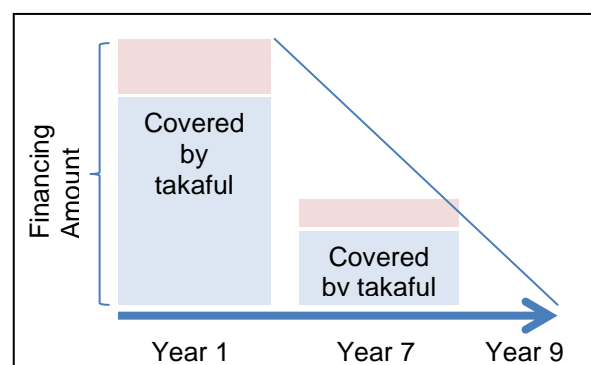 Financing
Amount
Covered
by
takaful
Covered
by takaful
Year 1
Year 7
Year 9